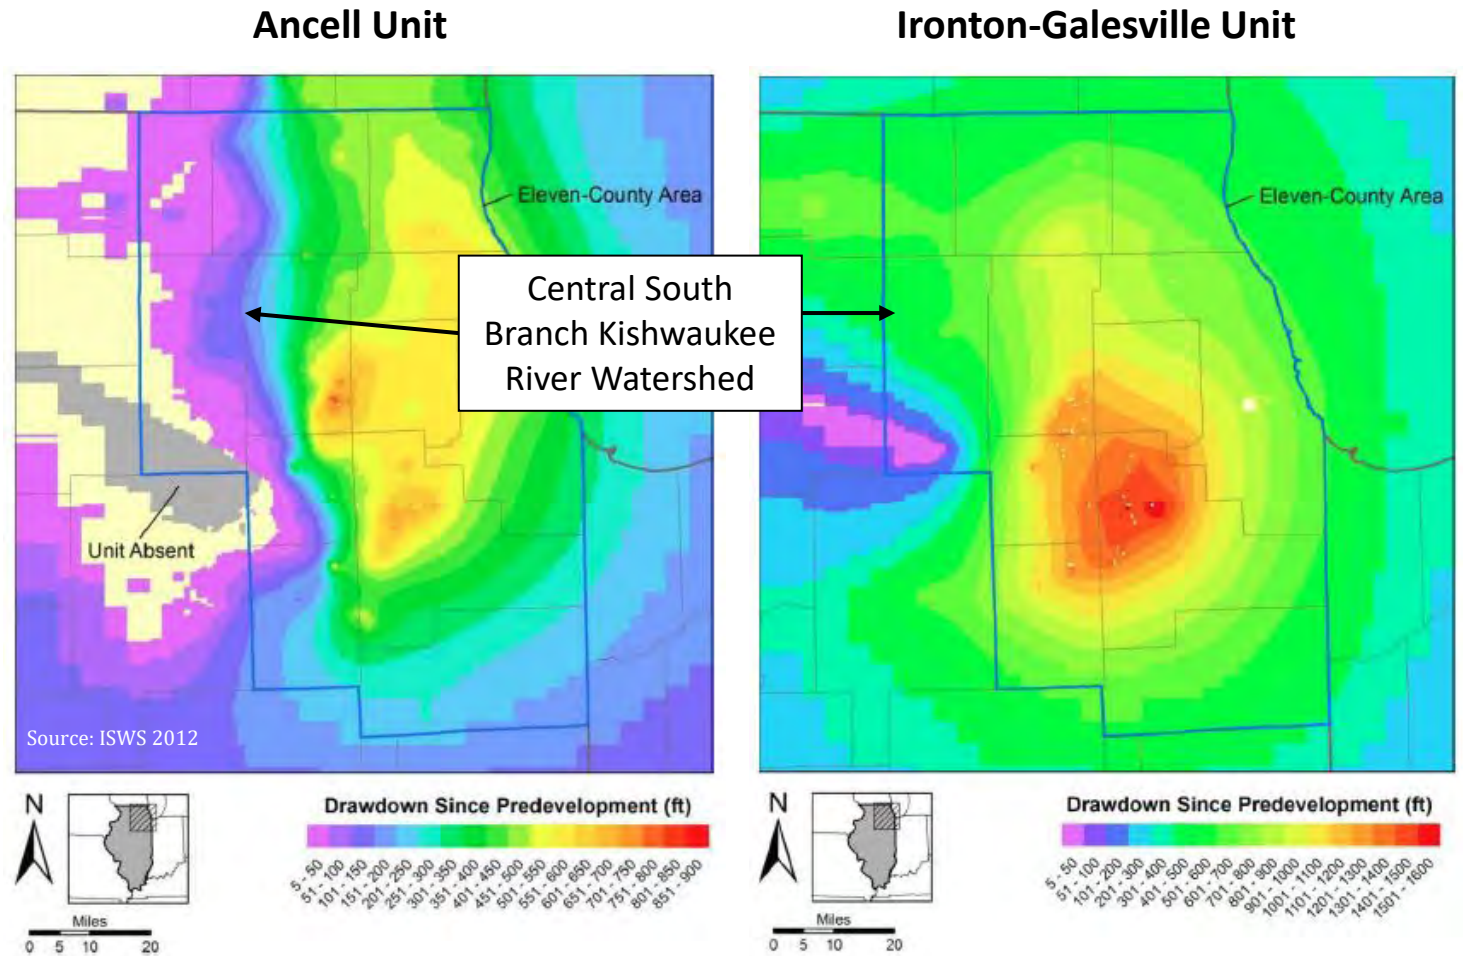 Ancell Unit
Ironton-Galesville Unit
Eleven-County Area
Eleven-County Area
Central South
Branch Kishwaukee
River Watershed
Unit Absent
Source: ISWS 2012
N
Drawdown Since Predevelopment (ft)
5 - 50
51 - 100
101 - 150
151 - 200
201 - 250
251 - 300
301 - 350
351 - 400
401 - 450
451 - 500
501 - 550
551 - 600
601 - 650
651 - 700
701 - 750
751 - 800
801 - 850
851 - 900
Miles
0 5 10 20
N
Drawdown Since Predevelopment (ft)
5 - 50
51 - 100
101 - 200
201 - 300
301 - 400
401 - 500
501 - 600
601 - 700
701 - 800
801 - 900
901 - 1000
1001 - 1100
1101 - 1200
1201 - 1300
1301 - 1400
1401 - 1500
1501 - 1600
Miles
0 5 10 20